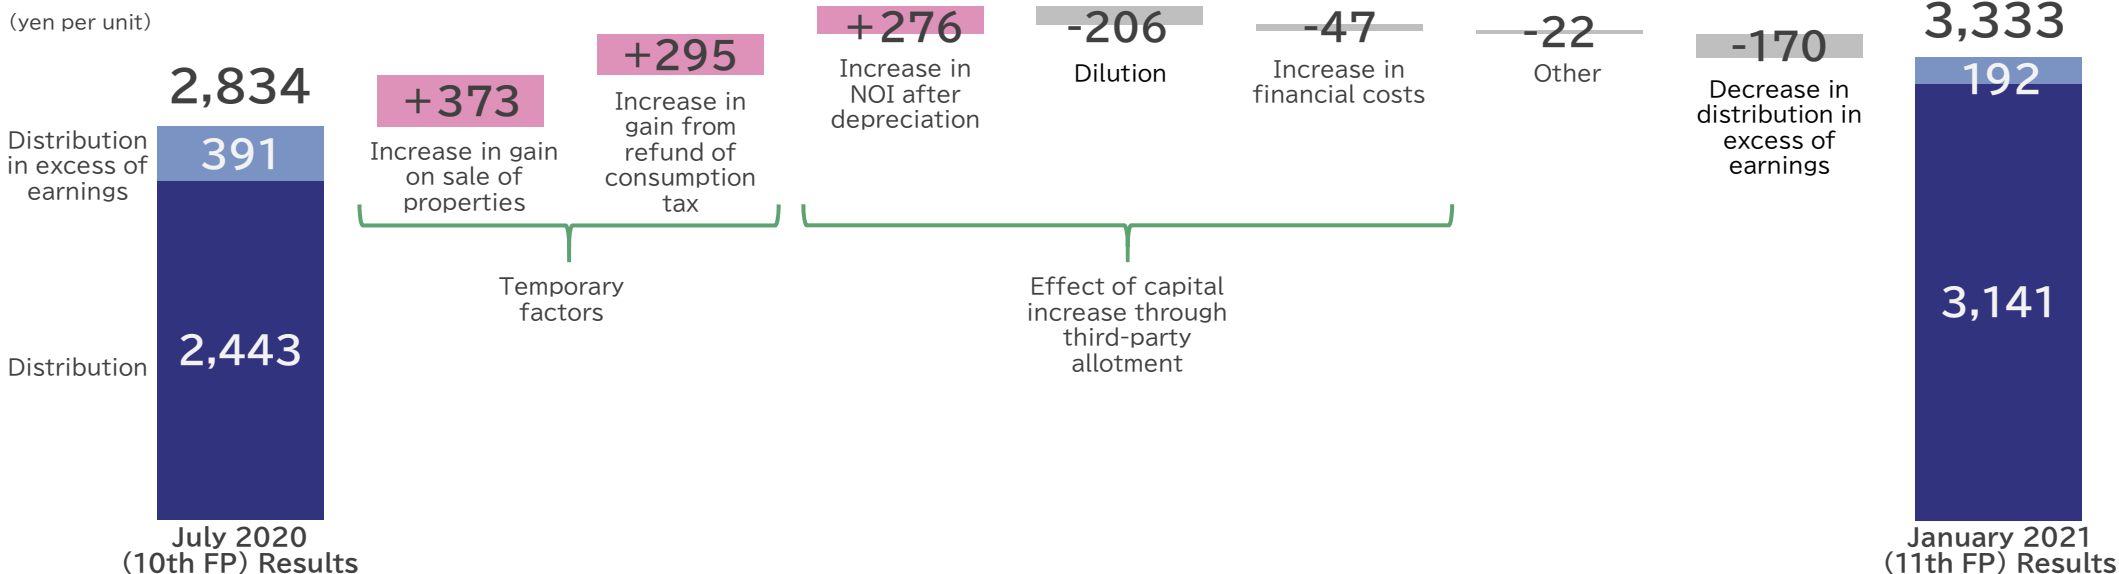 (yen per unit)
2,834
Distribution
in excess of
earnings
391
Distribution
2,443
July 2020
(10th FP) Results
+373
Increase in gain
on sale of
properties
+295
Increase in
gain from
refund of
consumption
tax
Temporary
factors
+276
Increase in
NOI after
depreciation
-206
Dilution
-47
Increase in
financial costs
Effect of capital
increase through
third-party
allotment
-22
Other
-170
Decrease in
distribution in
excess of
earnings
3,333
192
3,141
January 2021
(11th FP) Results